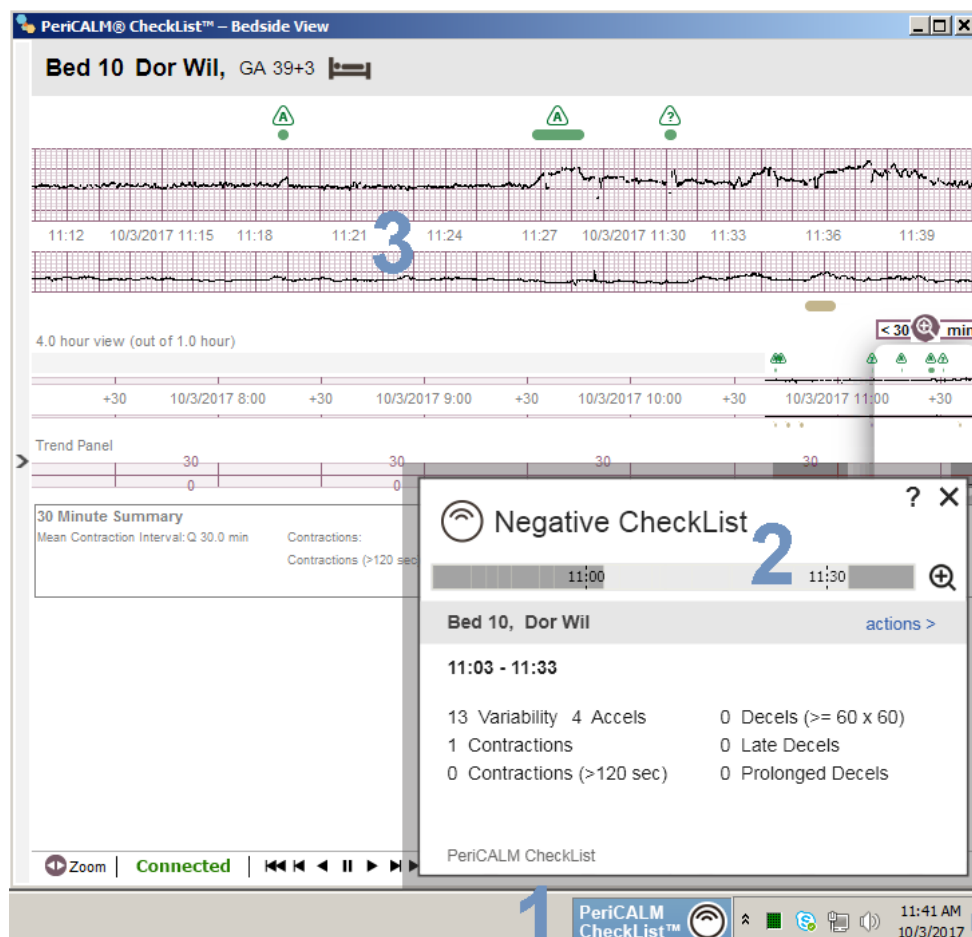 PeriCALM® CheckList™ – Bedside View
Bed 10 Dor Wil, GA 39+3
A A ?
11:12 10/3/2017 11:15 11:18 11:21 11:24 11:27 10/3/2017 11:30 11:33 11:36 11:39
3
< 30 min
4.0 hour view (out of 1.0 hour)
+30 10/3/2017 8:00 +30 10/3/2017 9:00 +30 10/3/2017 10:00 +30 10/3/2017 11:00 +30
Trend Panel
30 30 30 30
0 0
30 Minute Summary
Mean Contraction Interval: Q 30.0 min Contractions:
Contractions (>120 sec
? X
Negative CheckList
2
11:00 11:30
Bed 10, Dor Wil actions >
11:03 - 11:33
13 Variability 4 Accels 0 Decels (>= 60 x 60)
1 Contractions 0 Late Decels
0 Contractions (>120 sec) 0 Prolonged Decels
PeriCALM CheckList
Zoom Connected
1
PeriCALM
CheckList™
11:41 AM
10/3/2017